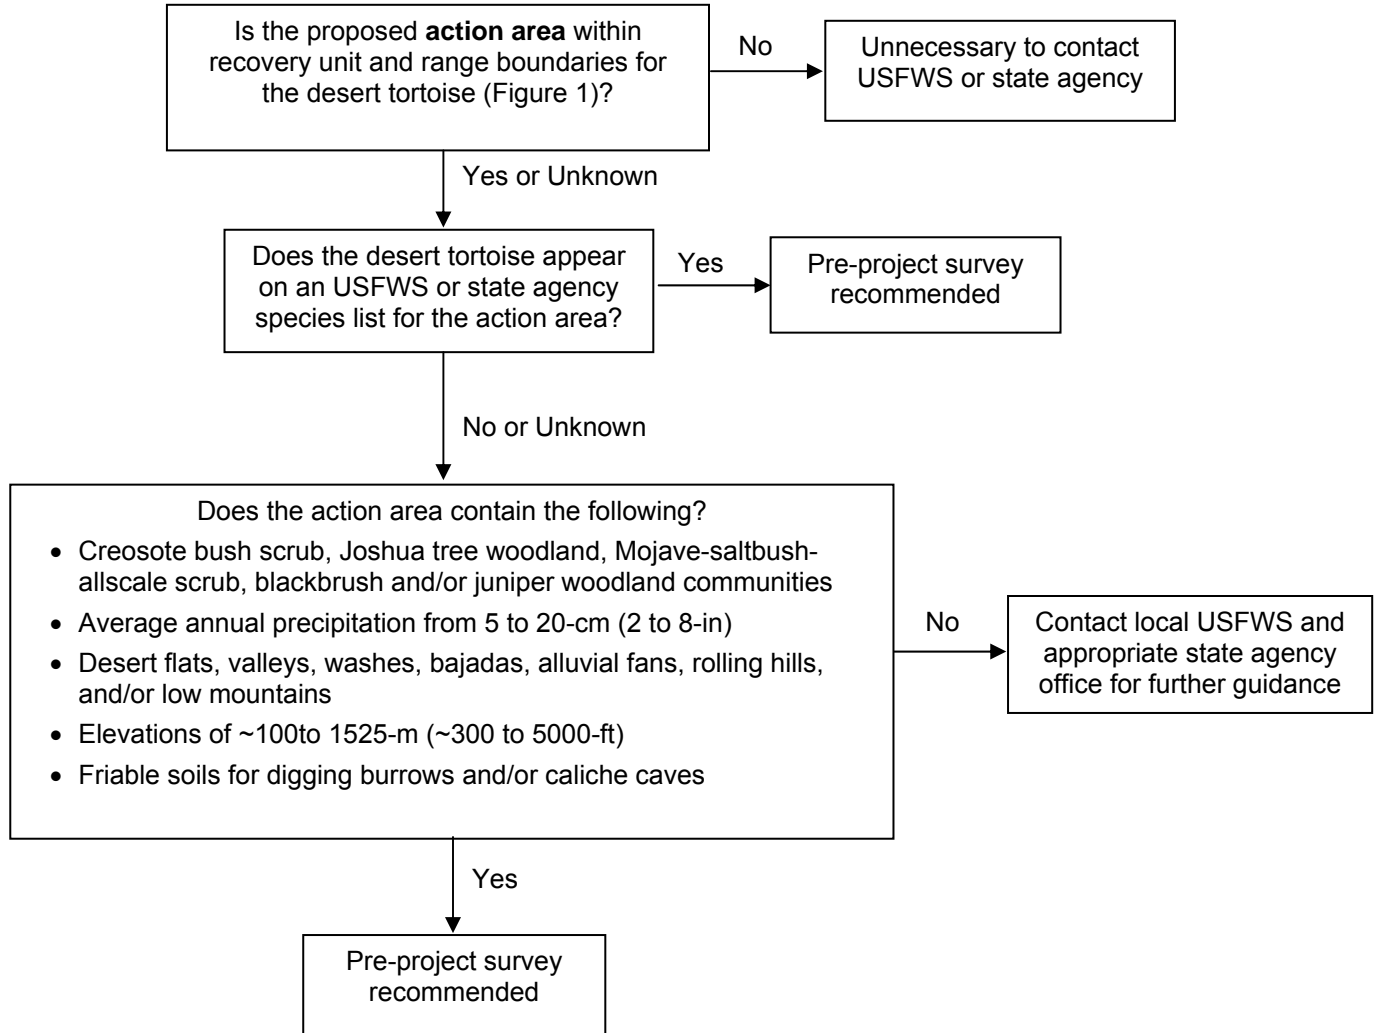 Is the proposed action area within
recovery unit and range boundaries for
the desert tortoise (Figure 1)?
No
Unnecessary to contact
USFWS or state agency
Yes or Unknown
Does the desert tortoise appear
on an USFWS or state agency
species list for the action area?
Yes
Pre-project survey
recommended
No or Unknown
Does the action area contain the following?
• Creosote bush scrub, Joshua tree woodland, Mojave-saltbush-
allscale scrub, blackbrush and/or juniper woodland communities
• Average annual precipitation from 5 to 20-cm (2 to 8-in)
• Desert flats, valleys, washes, bajadas, alluvial fans, rolling hills,
and/or low mountains
• Elevations of ~100to 1525-m (~300 to 5000-ft)
• Friable soils for digging burrows and/or caliche caves
No
Contact local USFWS and
appropriate state agency
office for further guidance
Yes
Pre-project survey
recommended